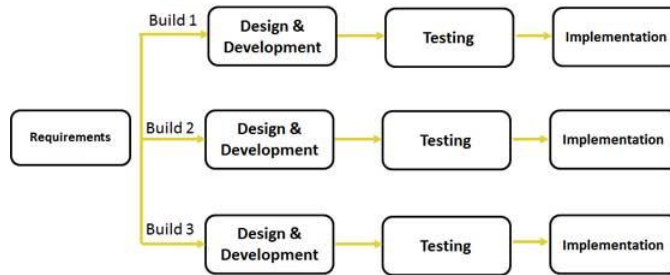 Build 1
Design &
Development
Testing
Implementation
Requirements
Build 2
Design &
Development
Testing
Implementation
Build 3
Design &
Development
Testing
Implementation